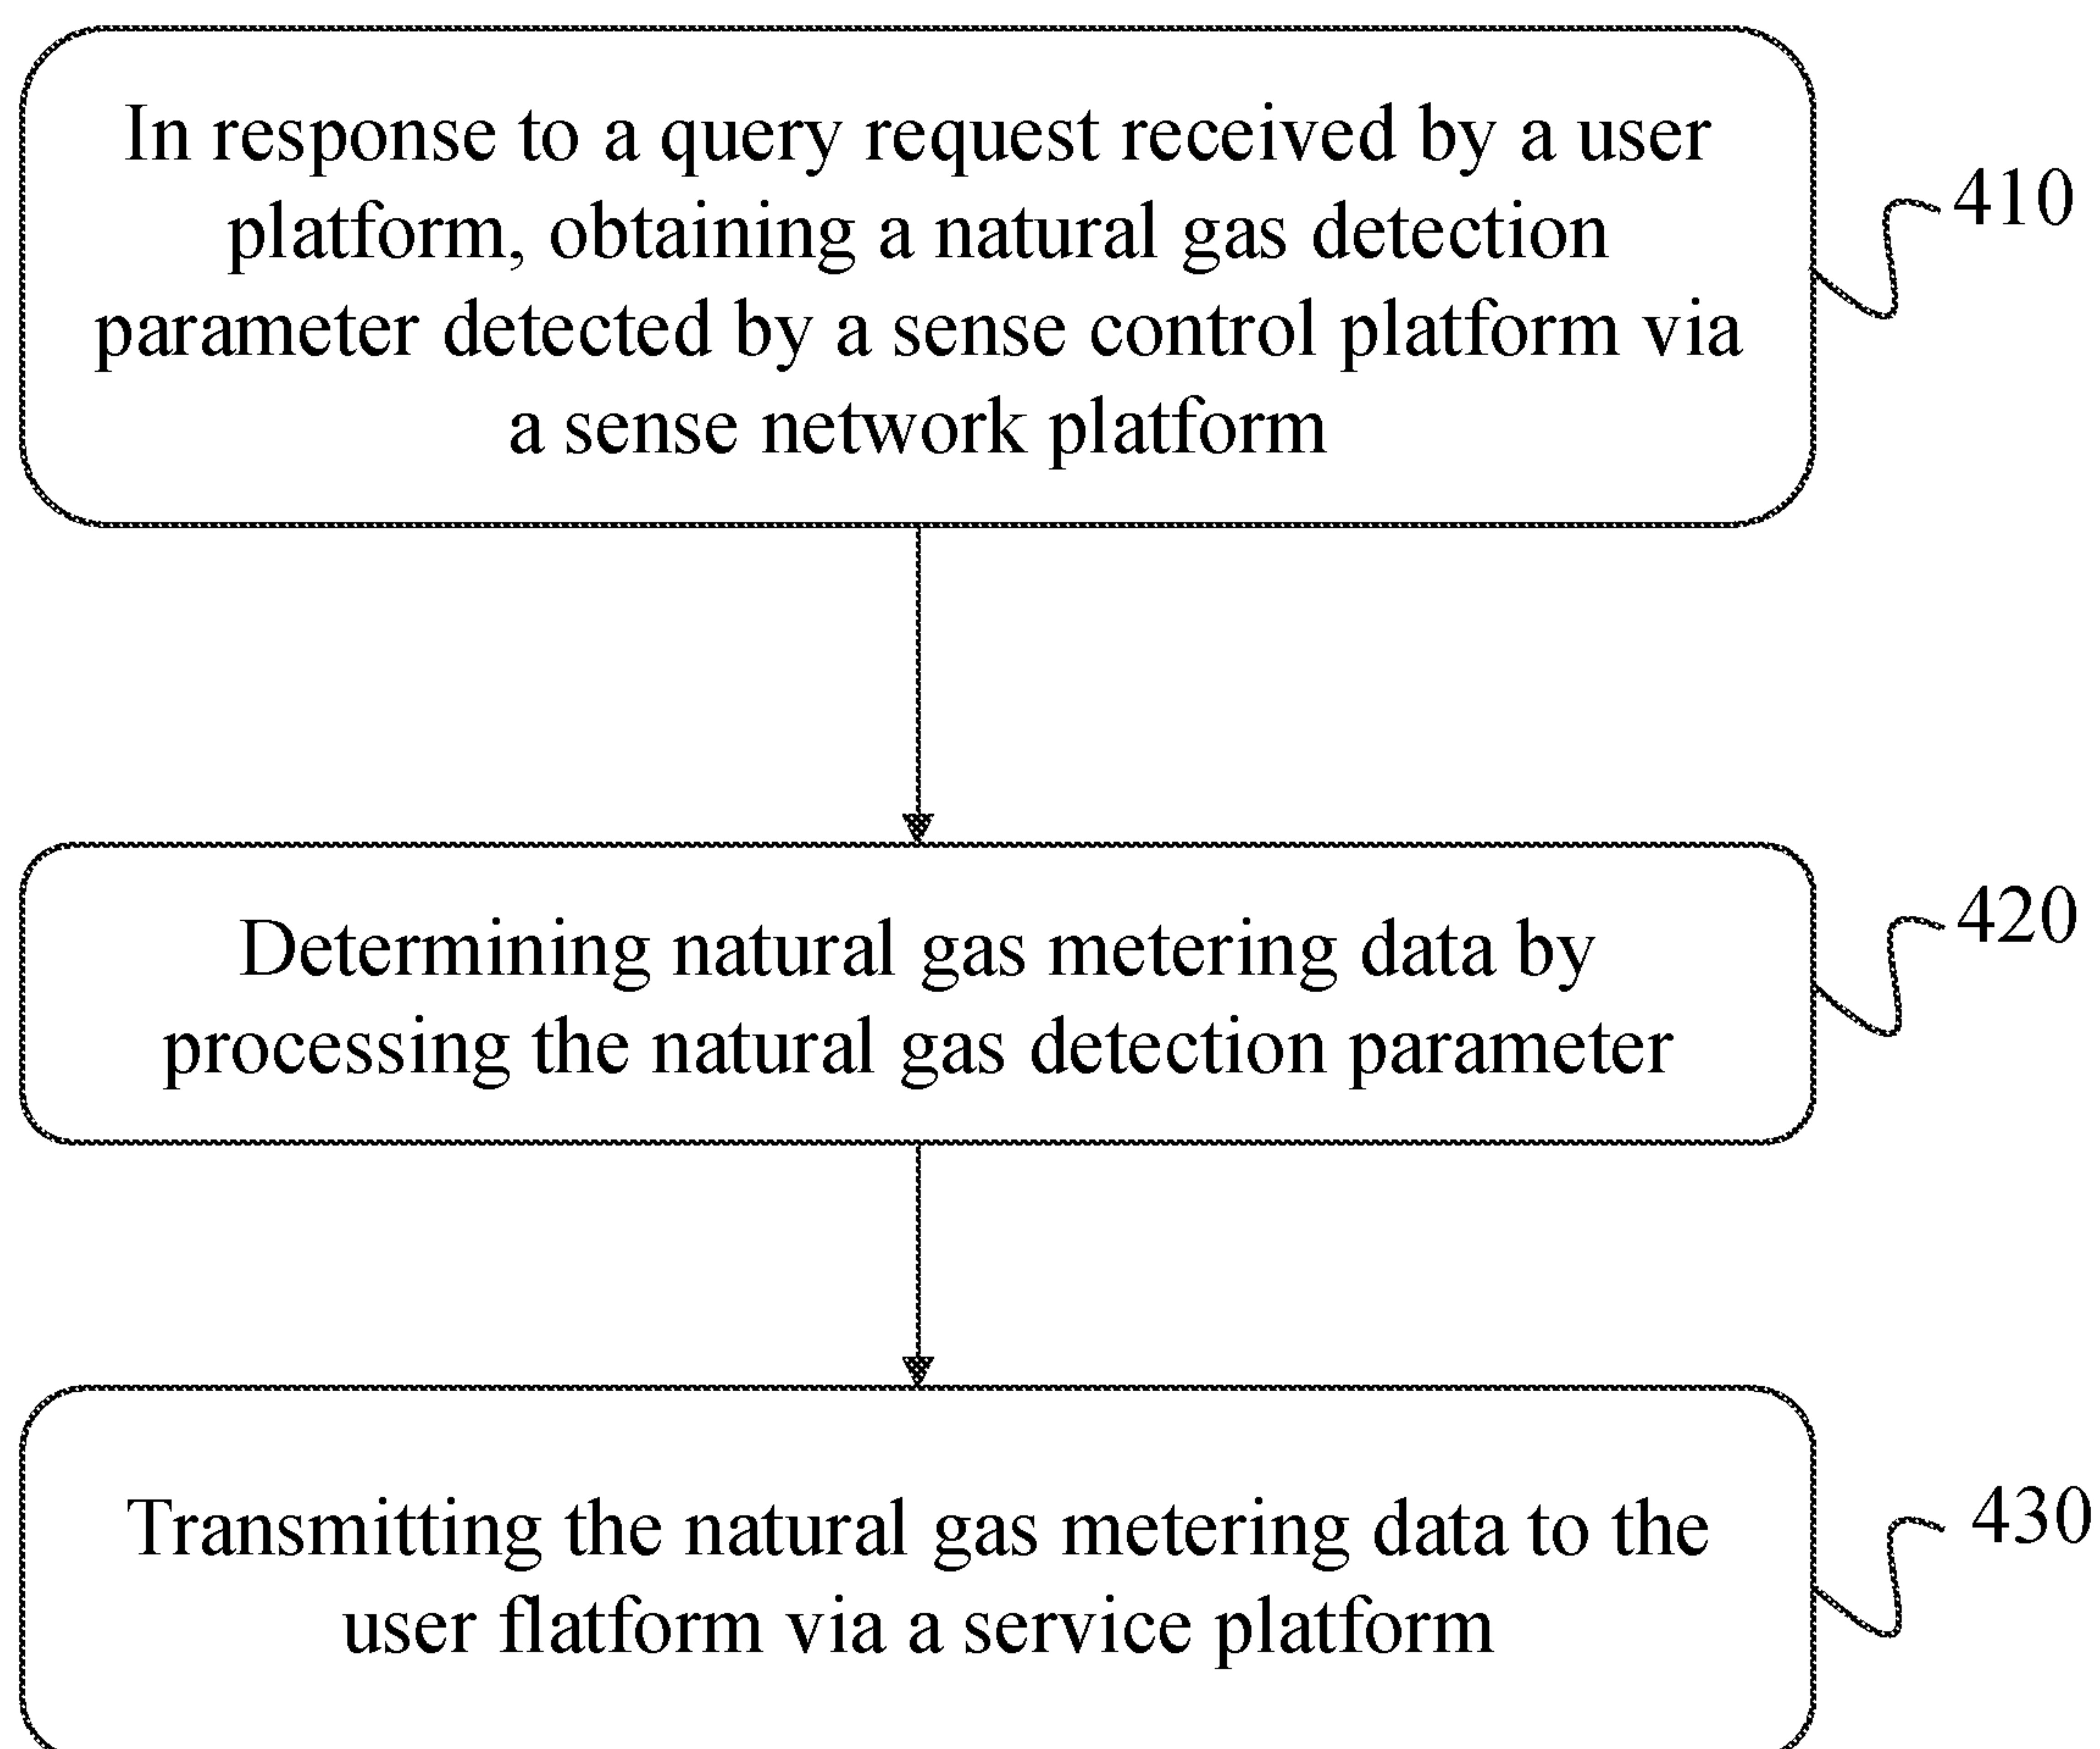 In response to a query request received by a user
platform, obtaining a natural gas detection
parameter detected by a sense control platform via
a sense network platform
410
Determining natural gas metering data by
processing the natural gas detection parameter
420
Transmitting the natural gas metering data to the
user flatform via a service platform
430